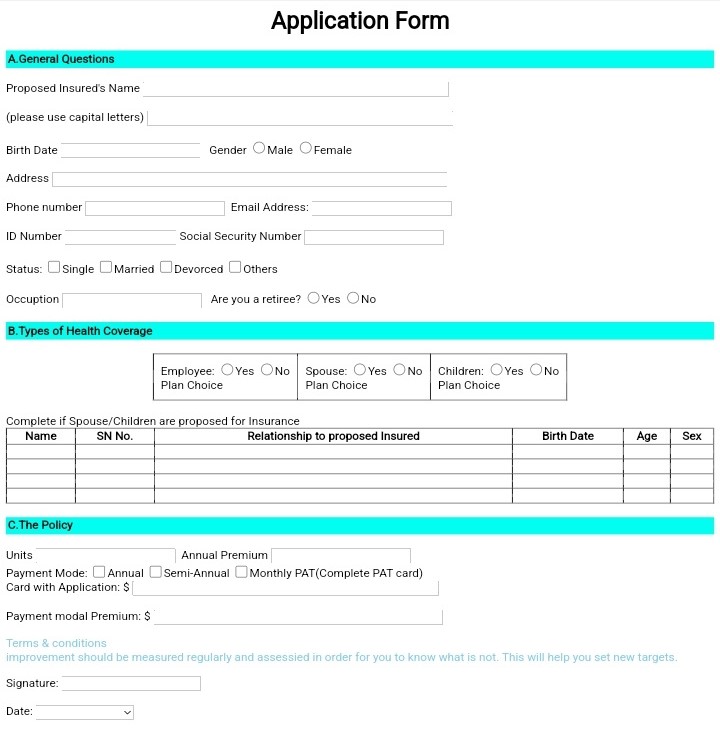 Application Form
A.General Questions
Proposed Insured's Name
(please use capital letters)
Birth Date Gender Male Female
Address
Phone number Email Address:
ID Number Social Security Number
Status: Single Married Devorced Others
Occuption Are you a retiree? Yes No
B.Types of Health Coverage
Employee: Yes No Spouse: Yes No Children: Yes No
Plan Choice Plan Choice Plan Choice
Complete if Spouse/Children are proposed for Insurance
Name SN No. Relationship to proposed Insured Birth Date Age Sex
C.The Policy
Units Annual Premium
Payment Mode: Annual Semi-Annual Monthly PAT(Complete PAT card)
Card with Application: $
Payment modal Premium: $
Terms & conditions
improvement should be measured regularly and assessied in order for you to know what is not. This will help you set new targets.
Signature:
Date: